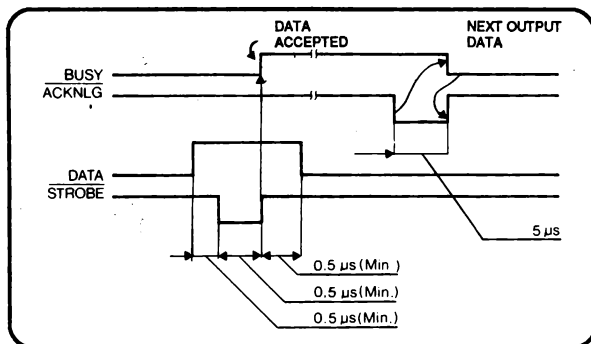 DATA
ACCEPTED
NEXT OUTPUT
DATA
BUSY
ACKNLG
DATA
STROBE
5 µs
0.5 µs (Min.)
0.5 µs (Min.)
0.5 µs (Min.)